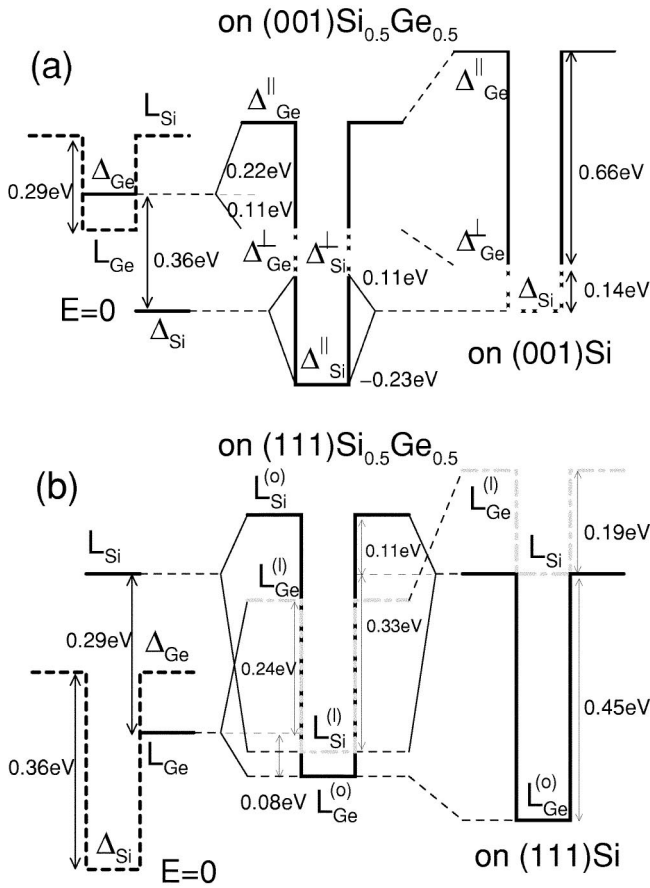 on (001)Si0.5Ge0.5
(a)
LSi
Δ||Ge
Δ||Ge
ΔGe
0.29eV
0.22eV
0.66eV
0.11eV
LGe
Δ⊥Ge
Δ⊥Si
Δ⊥Ge
0.36eV
0.11eV
ΔSi
0.14eV
E=0
ΔSi
Δ||Si
−0.23eV
on (001)Si
on (111)Si0.5Ge0.5
(b)
L(o)Si
L(l)Ge
LSi
0.11eV
LSi
0.19eV
L(l)Ge
0.29eV
ΔGe
0.33eV
0.24eV
0.45eV
L(l)Si
LGe
0.36eV
0.08eV
L(o)Ge
L(o)Ge
ΔSi
E=0
on (111)Si